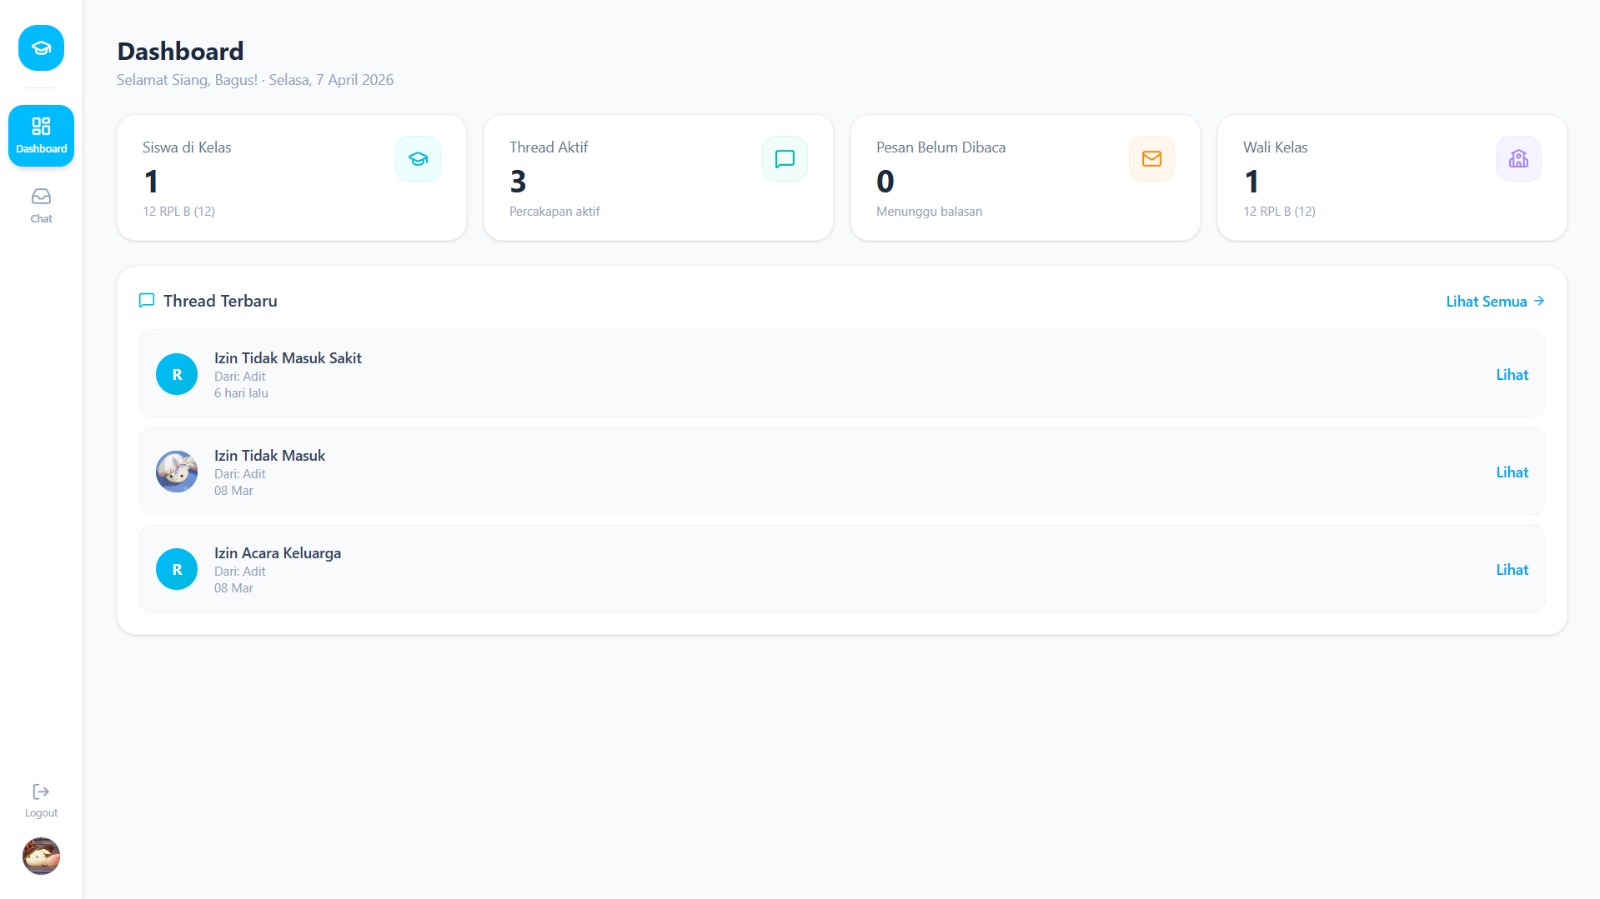 Dashboard
Chat
Logout
Dashboard
Selamat Siang, Bagus! · Selasa, 7 April 2026
Siswa di Kelas
1
12 RPL B (12)
Thread Aktif
3
Percakapan aktif
Pesan Belum Dibaca
0
Menunggu balasan
Wali Kelas
1
12 RPL B (12)
Thread Terbaru
Lihat Semua →
R
Izin Tidak Masuk Sakit
Dari: Adit
6 hari lalu
Lihat
Izin Tidak Masuk
Dari: Adit
08 Mar
Lihat
R
Izin Acara Keluarga
Dari: Adit
08 Mar
Lihat